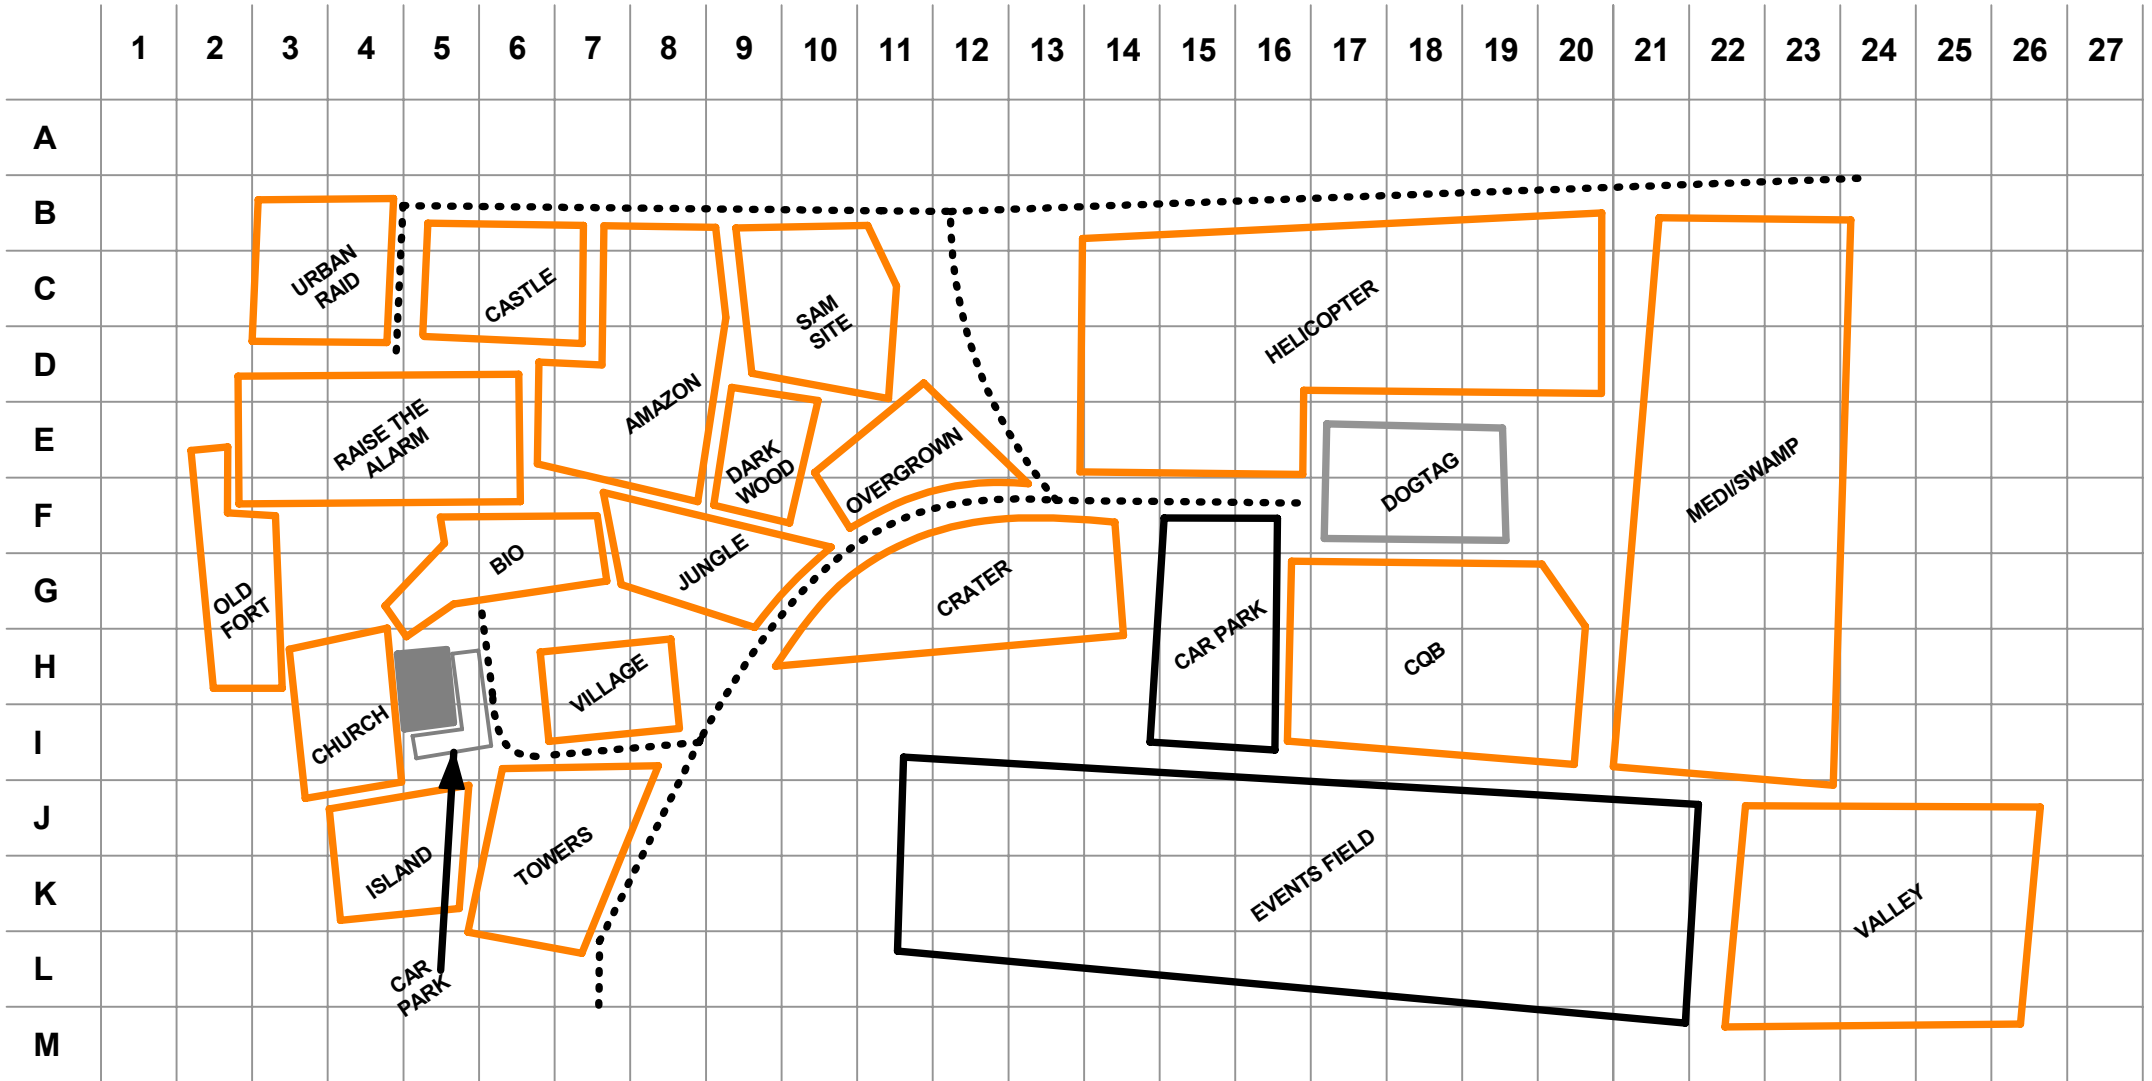 1 2 3 4 5 6 7 8 9 10 11 12 13 14 15 16 17 18 19 20 21 22 23 24 25 26 27
A
B
C
D
E
F
G
H
I
J
K
L
M
URBAN
RAID
CASTLE
SAM
SITE
HELICOPTER
AMAZON
RAISE THE
ALARM
DARK
WOOD
OVERGROWN
DOGTAG
MEDI/SWAMP
BIO
JUNGLE
CRATER
OLD
FORT
CAR PARK
CQB
VILLAGE
CHURCH
ISLAND
TOWERS
EVENTS FIELD
VALLEY
CAR
PARK